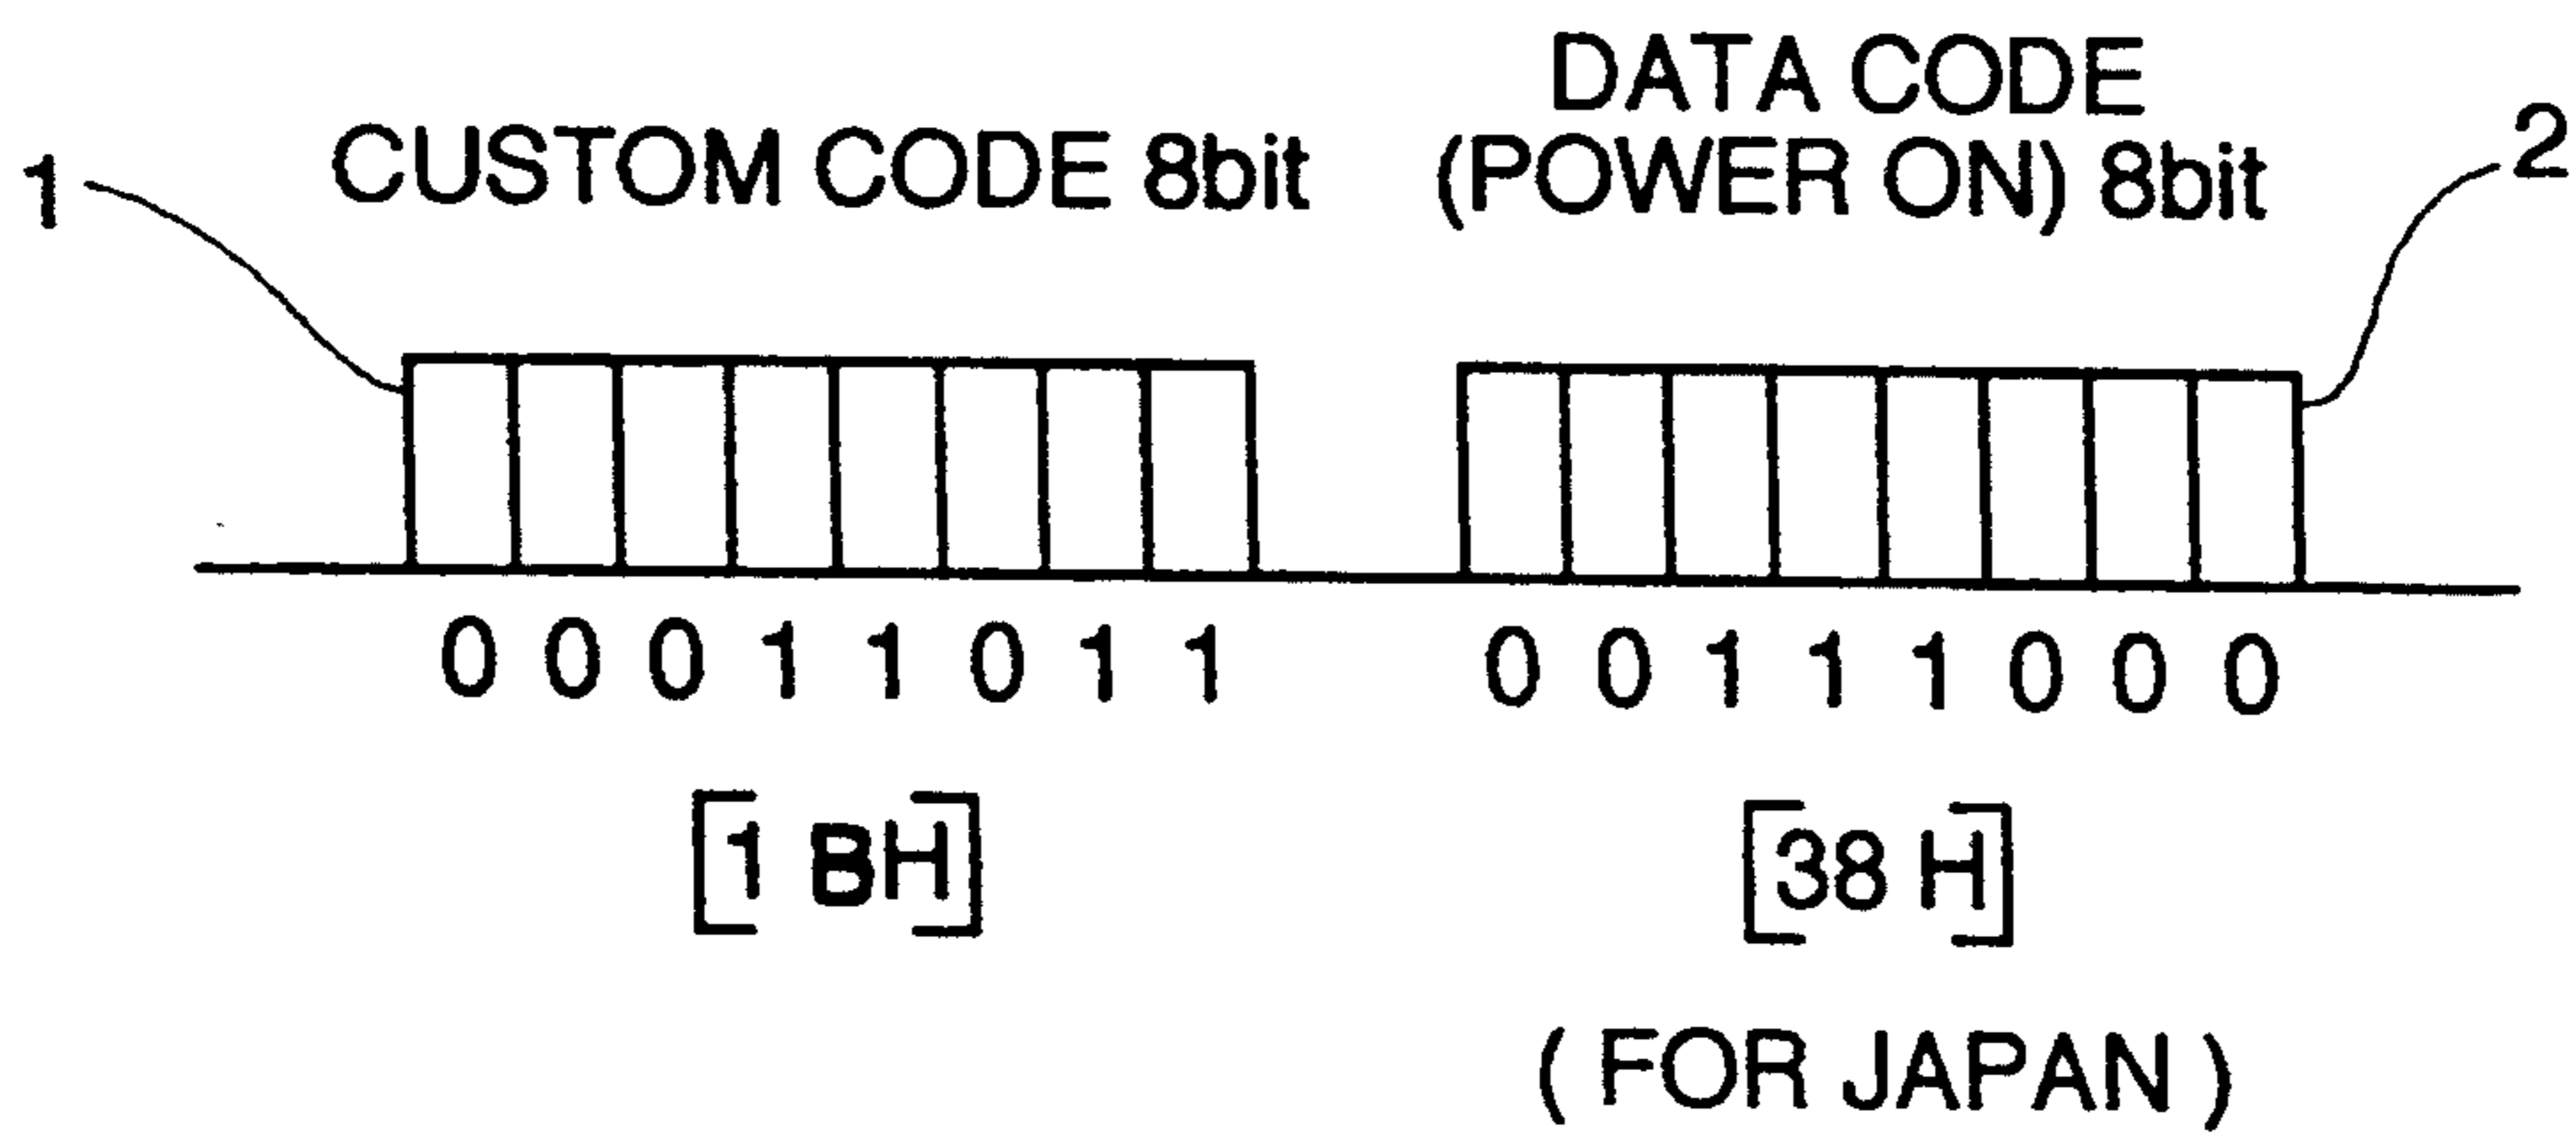 DATA CODE
1 CUSTOM CODE 8bit (POWER ON) 8bit 2
0 0 0 1 1 0 1 1 0 0 1 1 1 0 0 0
[1 BH] [38 H]
( FOR JAPAN )